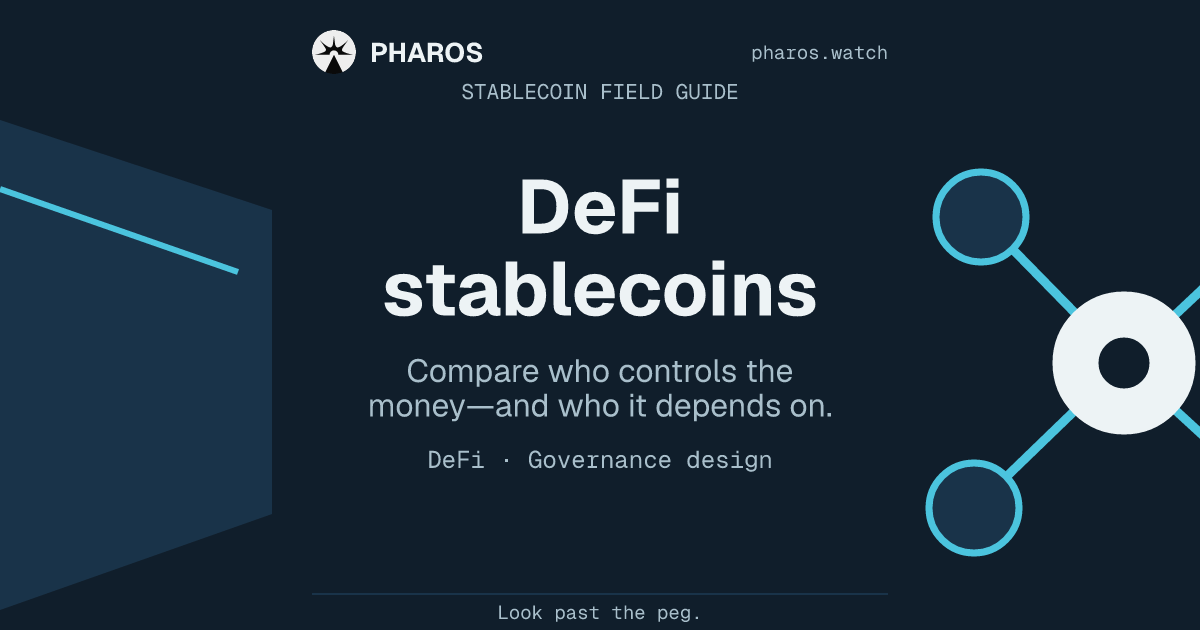 PHAROS
pharos.watch
STABLECOIN FIELD GUIDE
DeFi
stablecoins
Compare who controls the
money—and who it depends on.
DeFi · Governance design
Look past the peg.